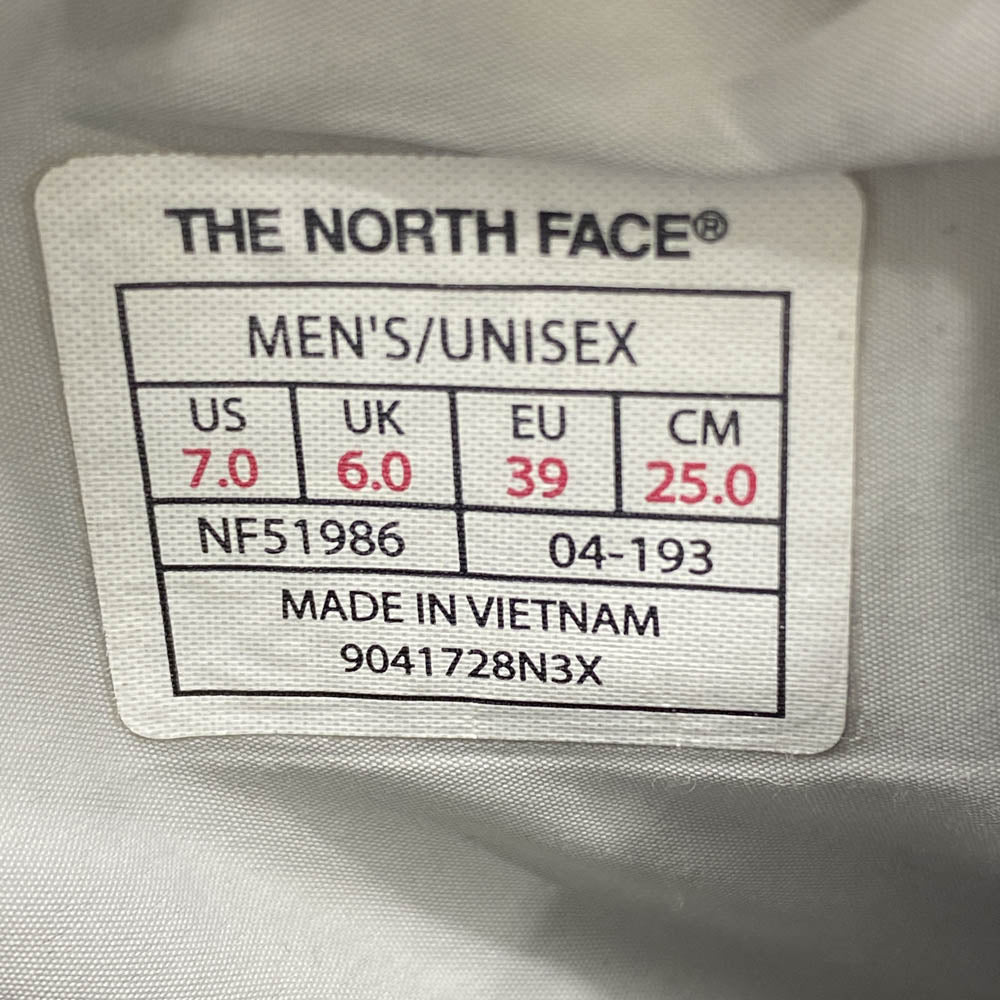 THE NORTH FACE®
MEN'S/UNISEX
US UK EU CM
7.0 6.0 39 25.0
NF51986 04-193
MADE IN VIETNAM
9041728N3X